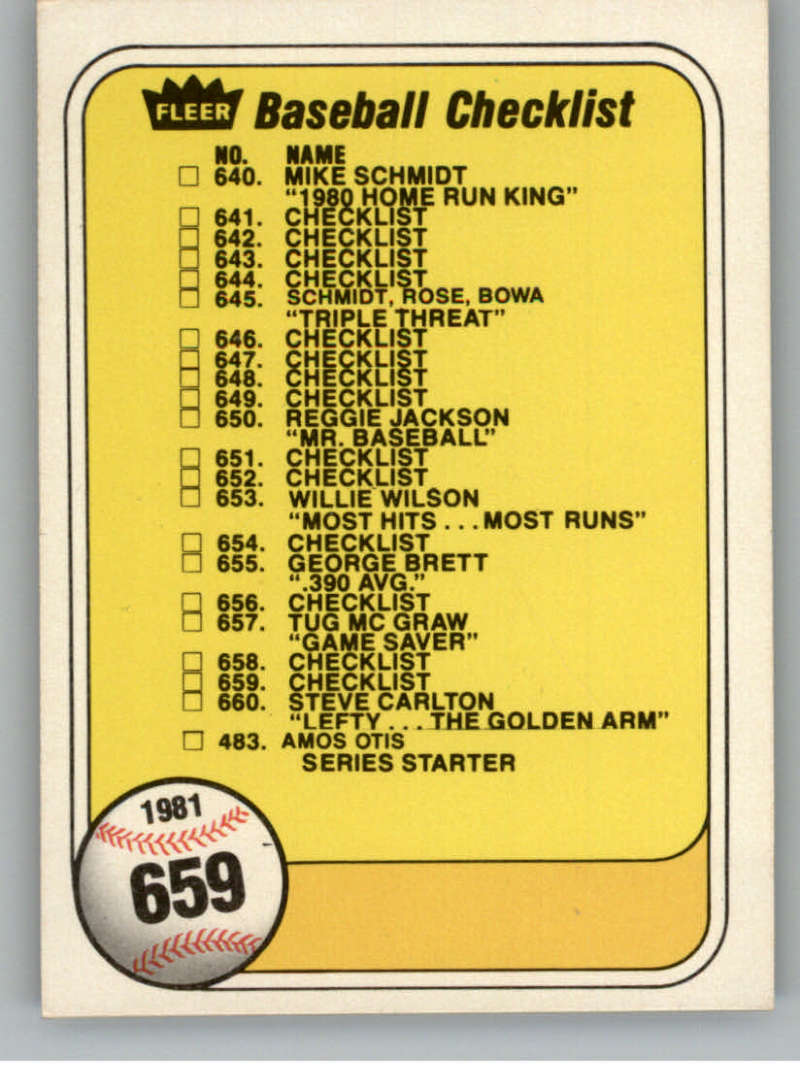 FLEER Baseball Checklist
NO. NAME
640. MIKE SCHMIDT
“1980 HOME RUN KING”
641. CHECKLIST
642. CHECKLIST
643. CHECKLIST
644. CHECKLIST
645. SCHMIDT, ROSE, BOWA
“TRIPLE THREAT”
646. CHECKLIST
647. CHECKLIST
648. CHECKLIST
649. CHECKLIST
650. REGGIE JACKSON
“MR. BASEBALL”
651. CHECKLIST
652. CHECKLIST
653. WILLIE WILSON
“MOST HITS . . . MOST RUNS”
654. CHECKLIST
655. GEORGE BRETT
“.390 AVG.”
656. CHECKLIST
657. TUG MC GRAW
“GAME SAVER”
658. CHECKLIST
659. CHECKLIST
660. STEVE CARLTON
“LEFTY . . . THE GOLDEN ARM”
483. AMOS OTIS
SERIES STARTER
1981
659